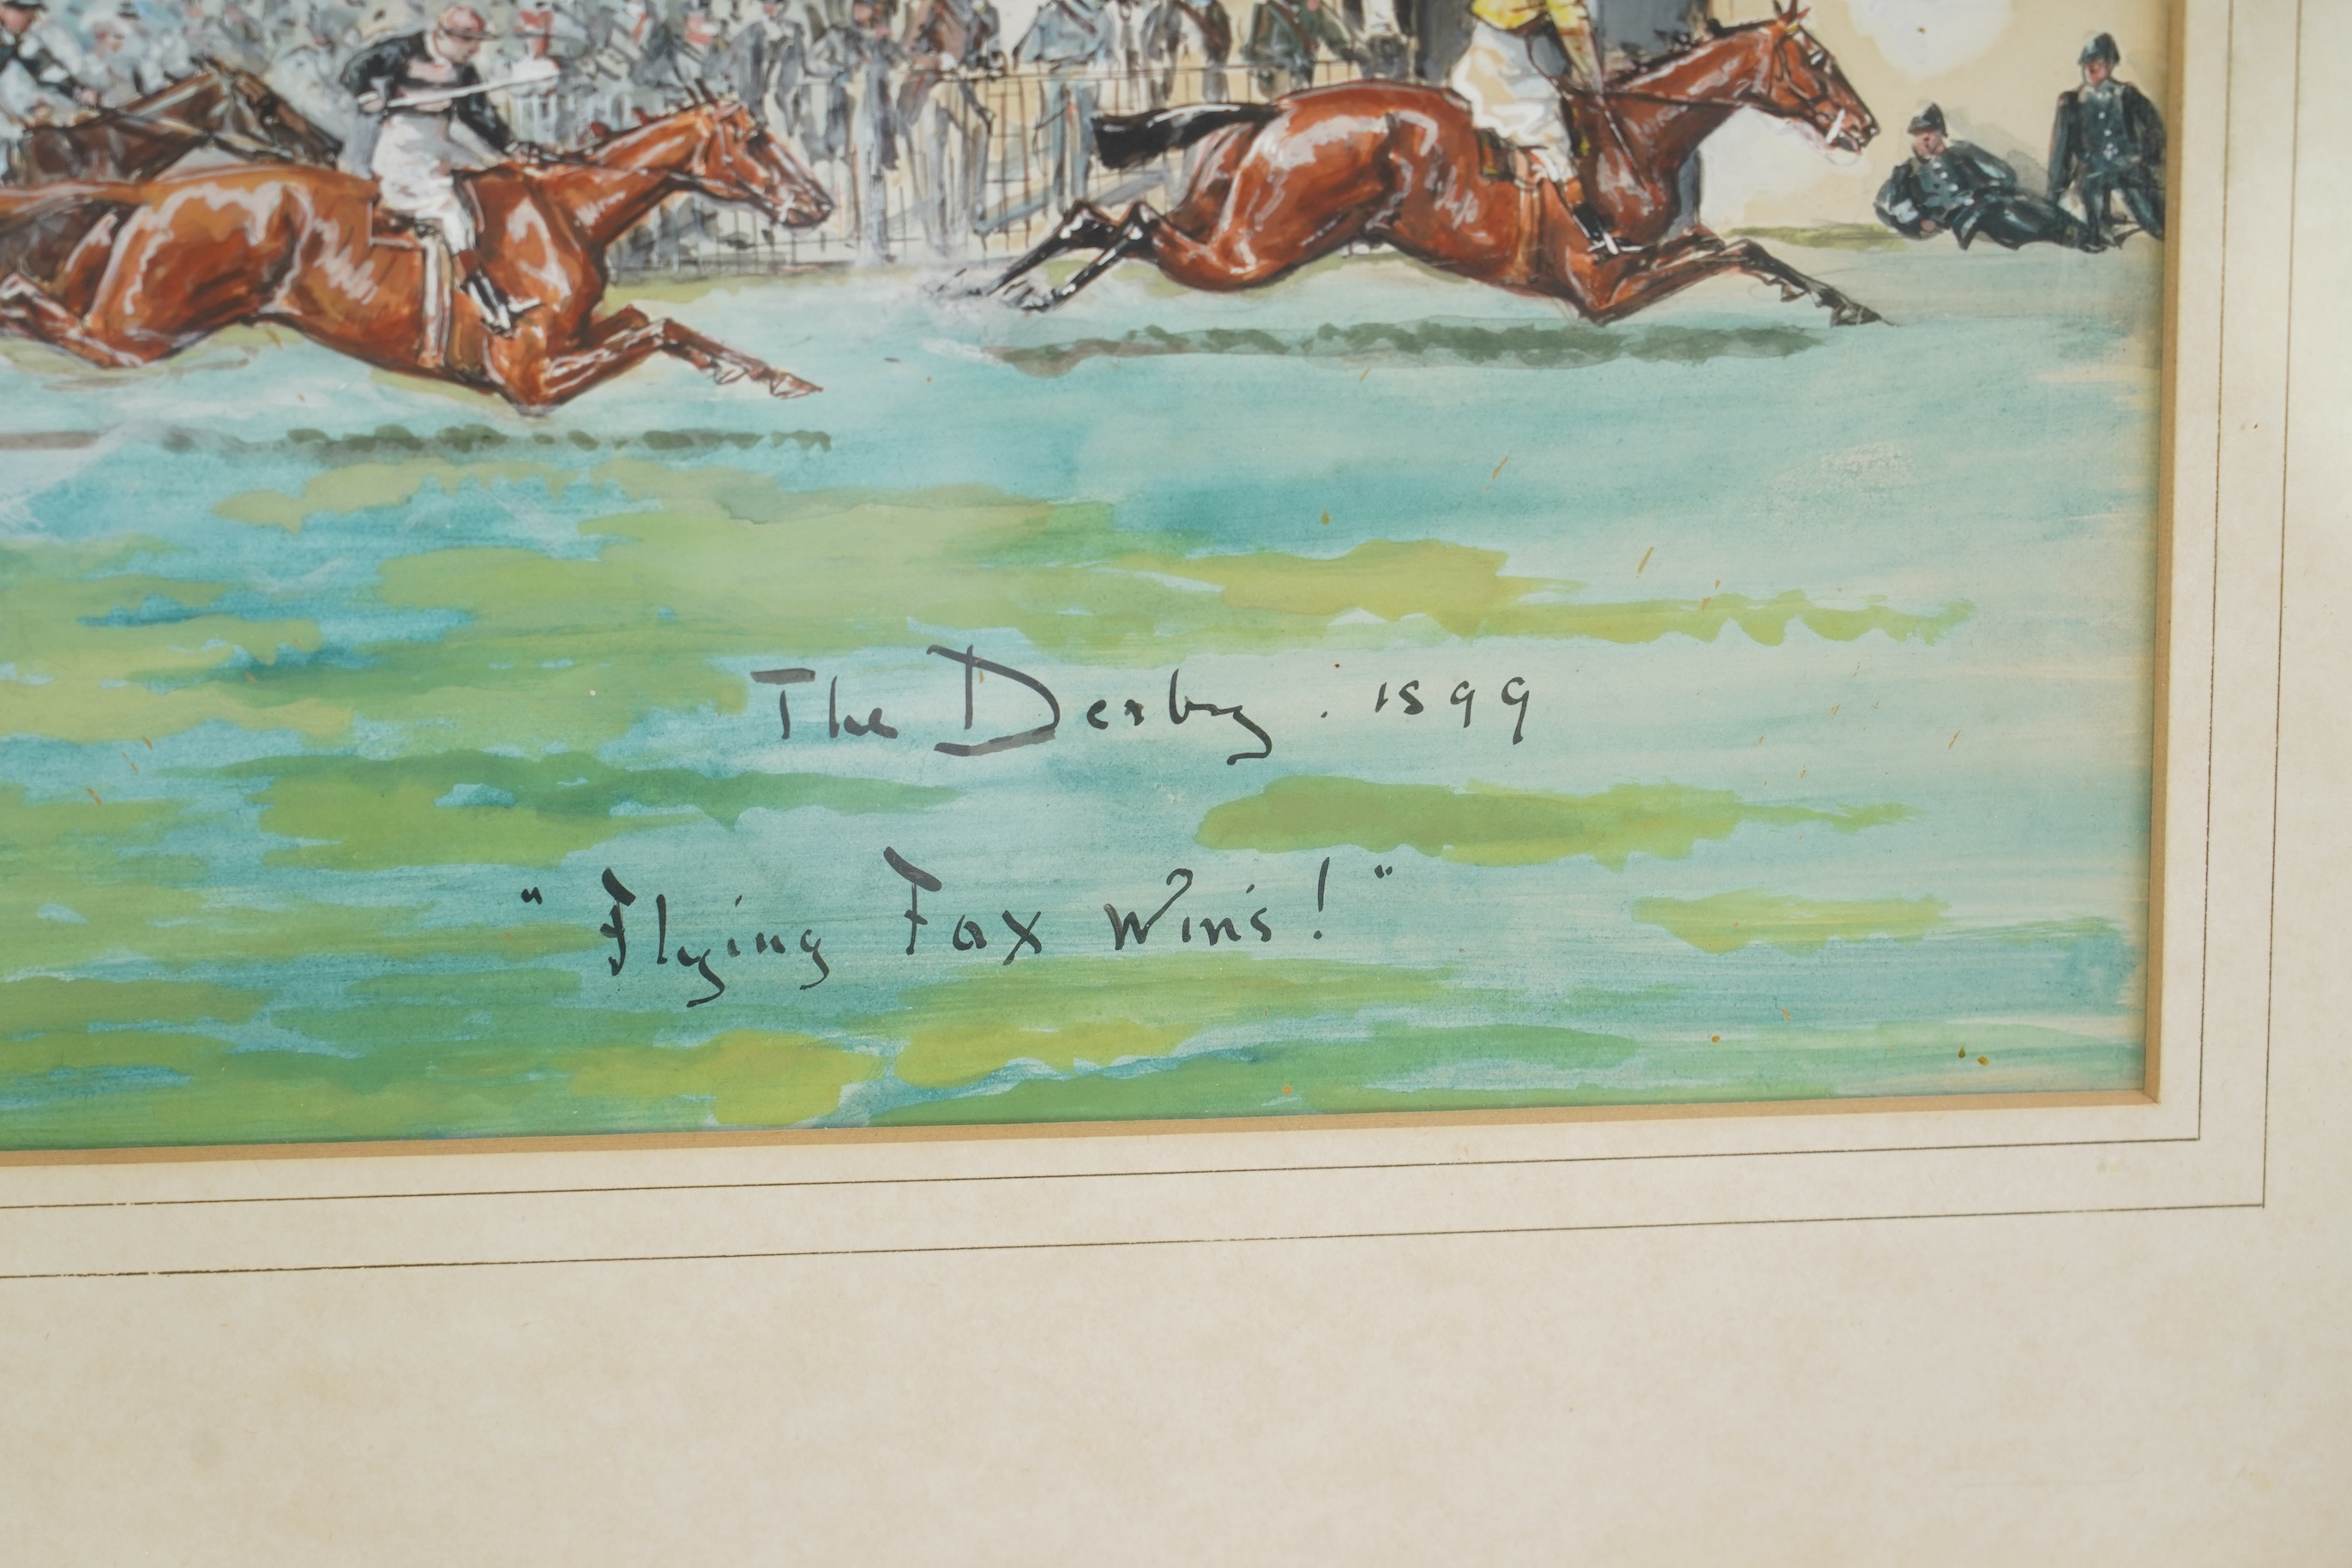 The Derby . 1899
"Flying Fox Wins!"